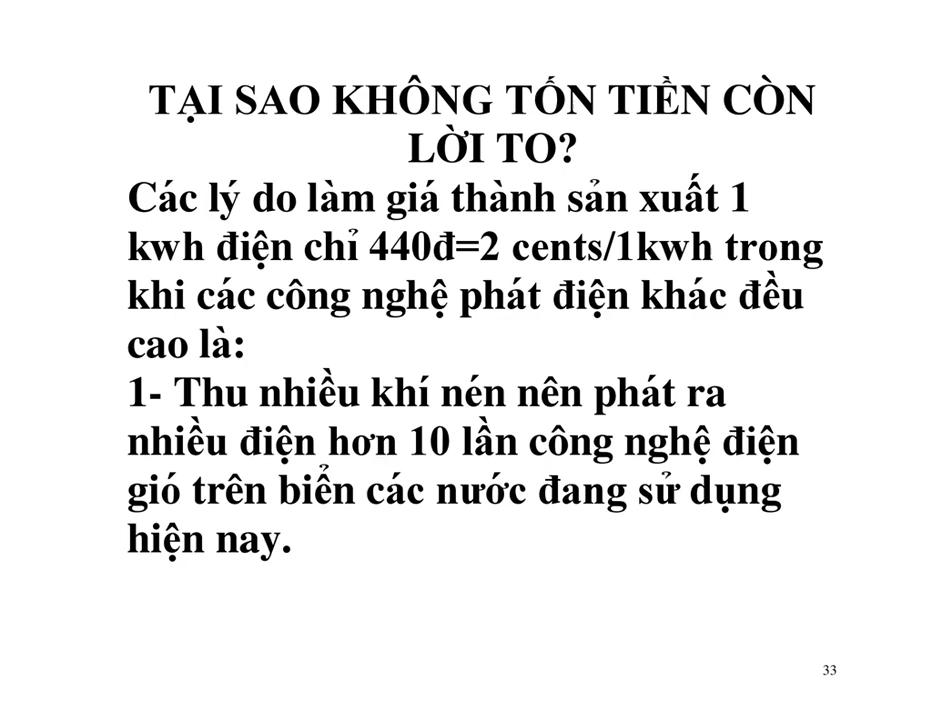 TẠI SAO KHÔNG TỐN TIỀN CÒN
LỜI TO?
Các lý do làm giá thành sản xuất 1
kwh điện chỉ 440đ=2 cents/1kwh trong
khi các công nghệ phát điện khác đều
cao là:
1- Thu nhiều khí nén nên phát ra
nhiều điện hơn 10 lần công nghệ điện
gió trên biển các nước đang sử dụng
hiện nay.
33